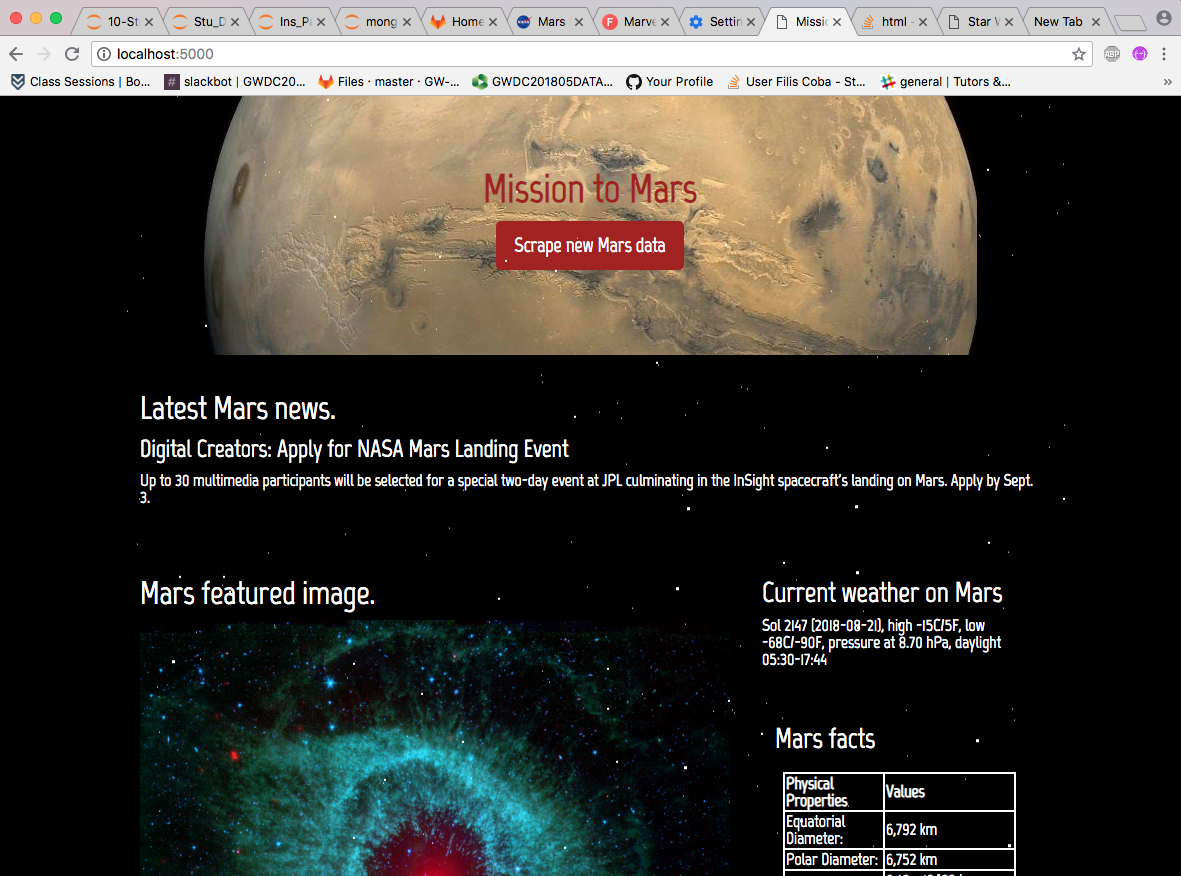 10-St
Stu_D
Ins_Pa
mong
Home
Mars
Marve
Settin
Missio
html -
Star W
New Tab
localhost:5000
ABP
Class Sessions | Bo...
slackbot | GWDC20...
Files · master · GW-...
GWDC201805DATA...
Your Profile
User Filis Coba - St...
general | Tutors &...
»
Mission to Mars
Scrape new Mars data
Latest Mars news.
Digital Creators: Apply for NASA Mars Landing Event
Up to 30 multimedia participants will be selected for a special two-day event at JPL culminating in the InSight spacecraft's landing on Mars. Apply by Sept.
3.
Mars featured image.
Current weather on Mars
Sol 2147 (2018-08-21), high -15C/5F, low
-68C/-90F, pressure at 8.70 hPa, daylight
05:30-17:44
Mars facts
Physical
Properties
Values
Equatorial
Diameter:
6,792 km
Polar Diameter:
6,752 km